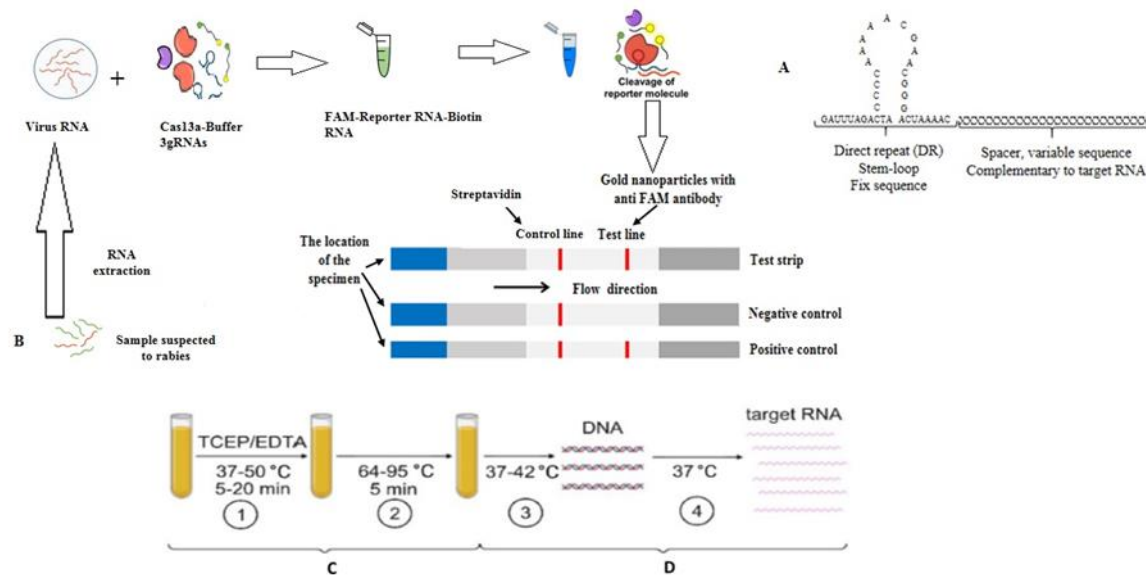 Virus RNA
+
Cas13a-Buffer
3gRNAs
FAM-Reporter RNA-Biotin
RNA
Cleavage of
reporter molecule
A
GAUUUAGACUA ACUAAAAC
Direct repeat (DR)
Stem-loop
Fix sequence
Spacer, variable sequence
Complementary to target RNA
Gold nanoparticles with
anti FAM antibody
Streptavidin
Control line
Test line
The location
of the
specimen
Test strip
Flow direction
Negative control
Positive control
RNA
extraction
B
Sample suspected
to rabies
TCEP/EDTA
37-50 °C
5-20 min
1
64-95 °C
5 min
2
37-42 °C
3
DNA
37 °C
4
target RNA
C
D